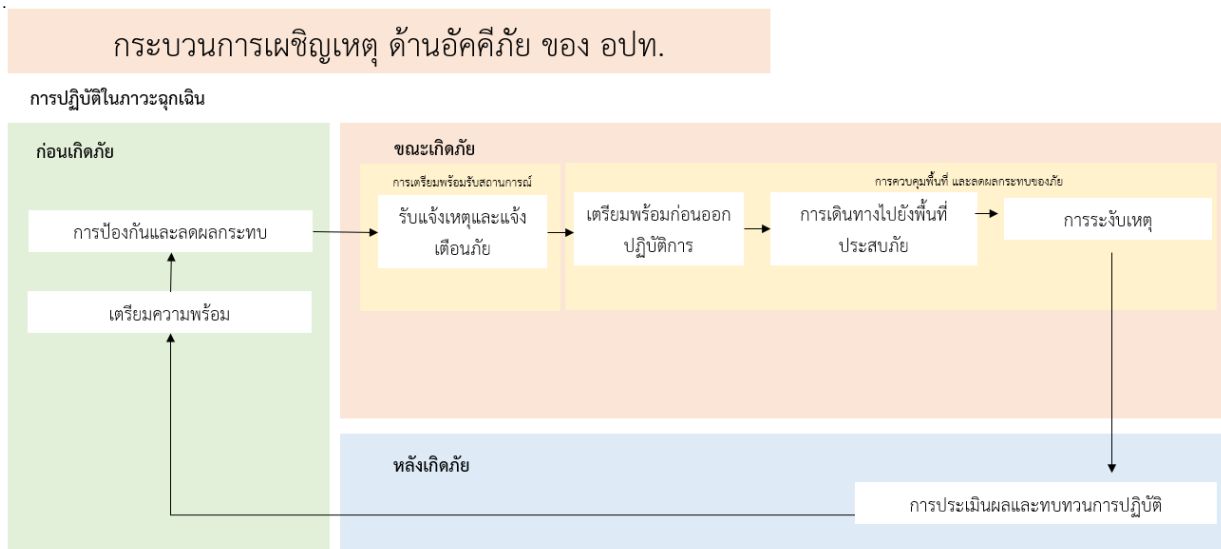 .
กระบวนการเผชิญเหตุ ด้านอัคคีภัย ของ อปท.
การปฏิบัติในภาวะฉุกเฉิน
ก่อนเกิดภัย
การป้องกันและลดผลกระทบ
เตรียมความพร้อม
ขณะเกิดภัย
การเตรียมพร้อมรับสถานการณ์
รับแจ้งเหตุและแจ้ง
เตือนภัย
การควบคุมพื้นที่ และลดผลกระทบของภัย
เตรียมพร้อมก่อนออก
ปฏิบัติการ
การเดินทางไปยังพื้นที่
ประสบภัย
การระงับเหตุ
หลังเกิดภัย
การประเมินผลและทบทวนการปฏิบัติ